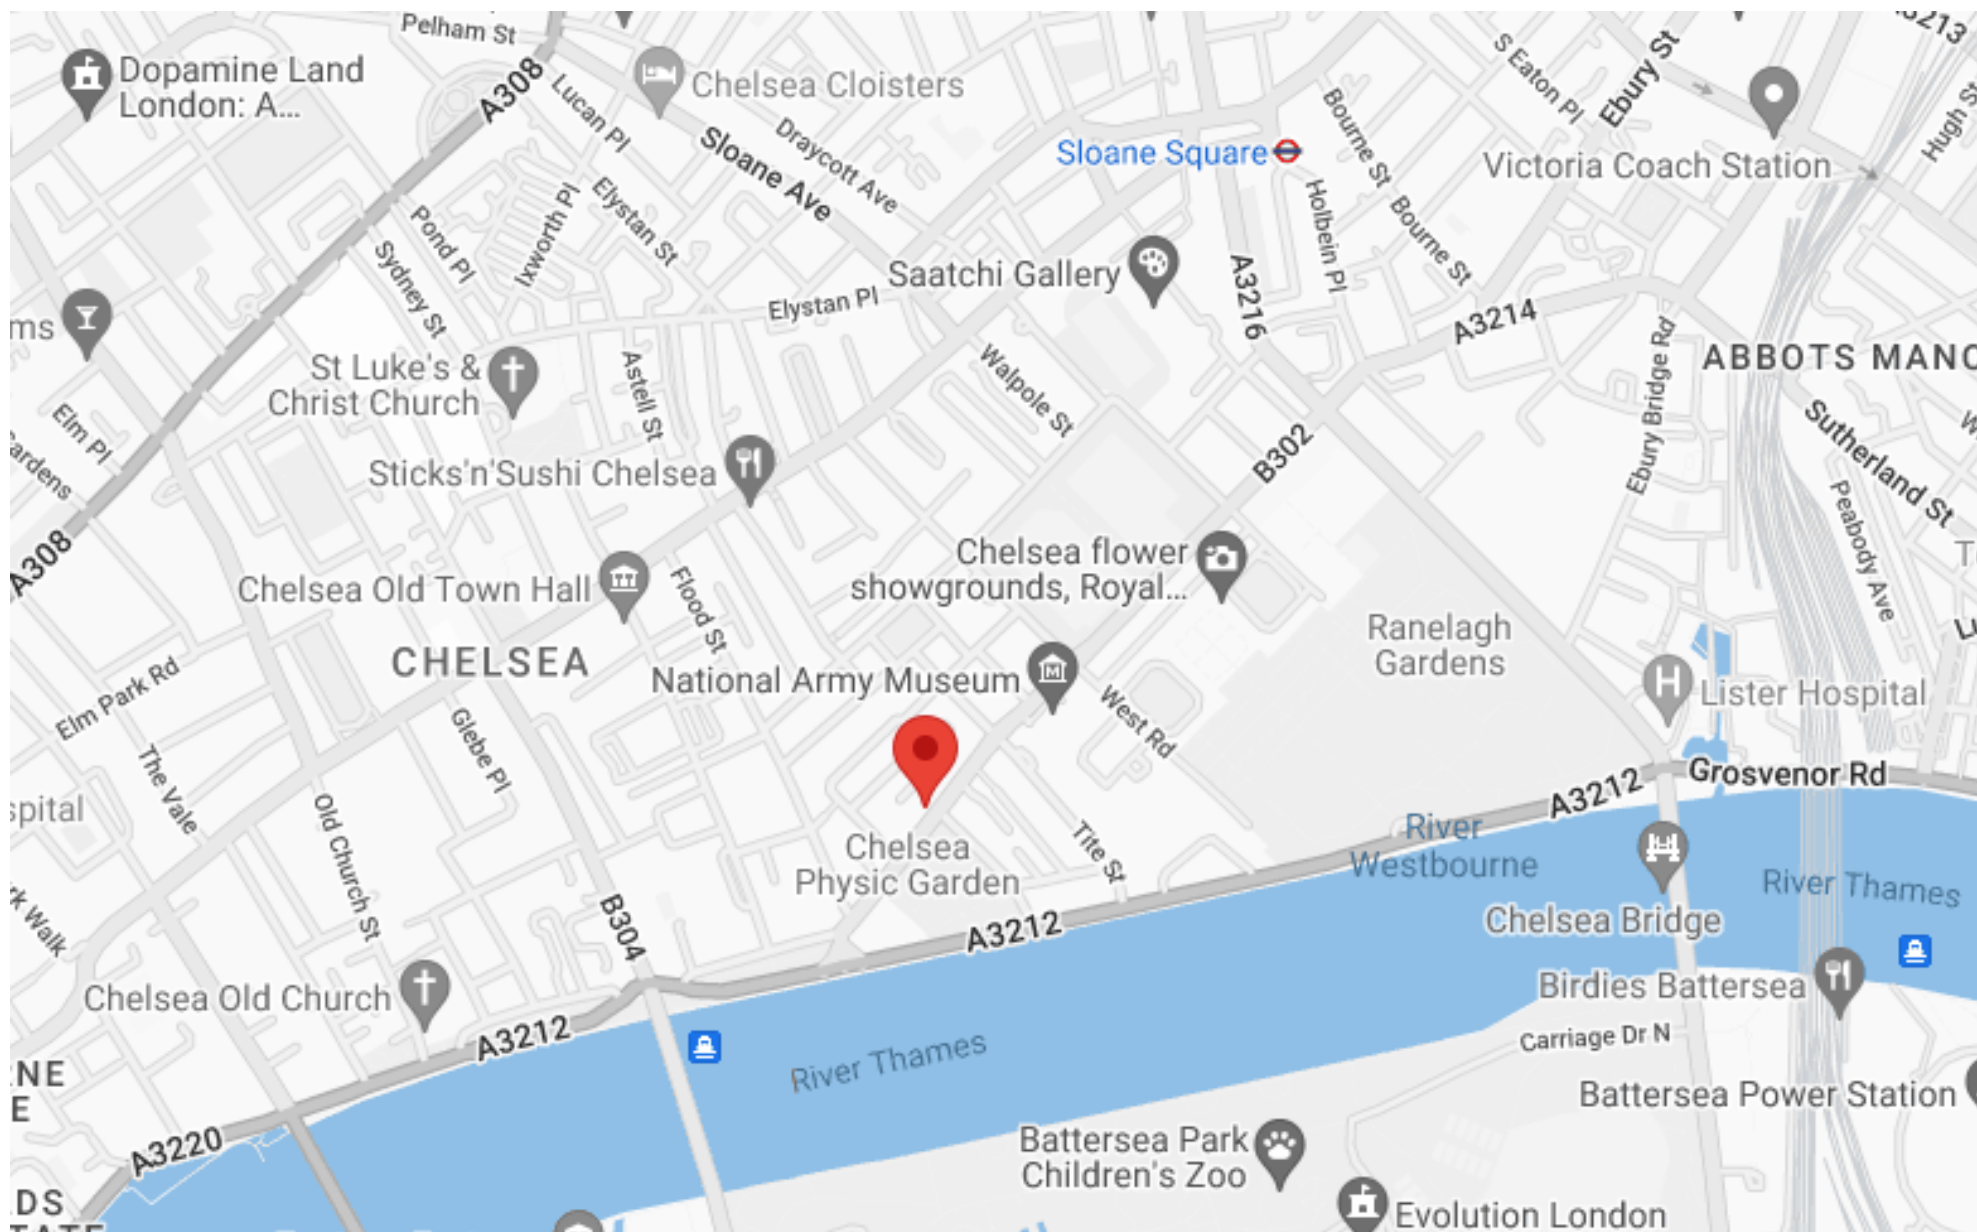 Pelham St
A3213
Dopamine Land
London: A...
A308
Lucan Pl
Chelsea Cloisters
Sloane Ave
Draycott Ave
Sloane Square
Bourne St
S Eaton Pl
Ebury St
Victoria Coach Station
Hugh St
Pond Pl
Sydney St
Ixworth Pl
Elystan St
Saatchi Gallery
A3216
Holbein Pl
Bourne St
A3214
ms
Elystan Pl
St Luke's &
Christ Church
Astell St
Walpole St
Ebury Bridge Rd
ABBOTS MANO
Elm Pl
ardens
Sticks'n'Sushi Chelsea
B302
Sutherland St
Peabody Ave
A308
Chelsea Old Town Hall
Flood St
Chelsea flower
showgrounds, Royal...
Ranelagh
Gardens
CHELSEA
National Army Museum
Lister Hospital
Elm Park Rd
Glebe Pl
West Rd
The Vale
A3212
Grosvenor Rd
spital
Old Church St
Chelsea
Physic Garden
Tite St
River
Westbourne
River Thames
rk Walk
B304
A3212
Chelsea Bridge
Chelsea Old Church
Birdies Battersea
A3212
River Thames
Carriage Dr N
NE
E
Battersea Power Station
A3220
Battersea Park
Children's Zoo
DS
TATE
Evolution London